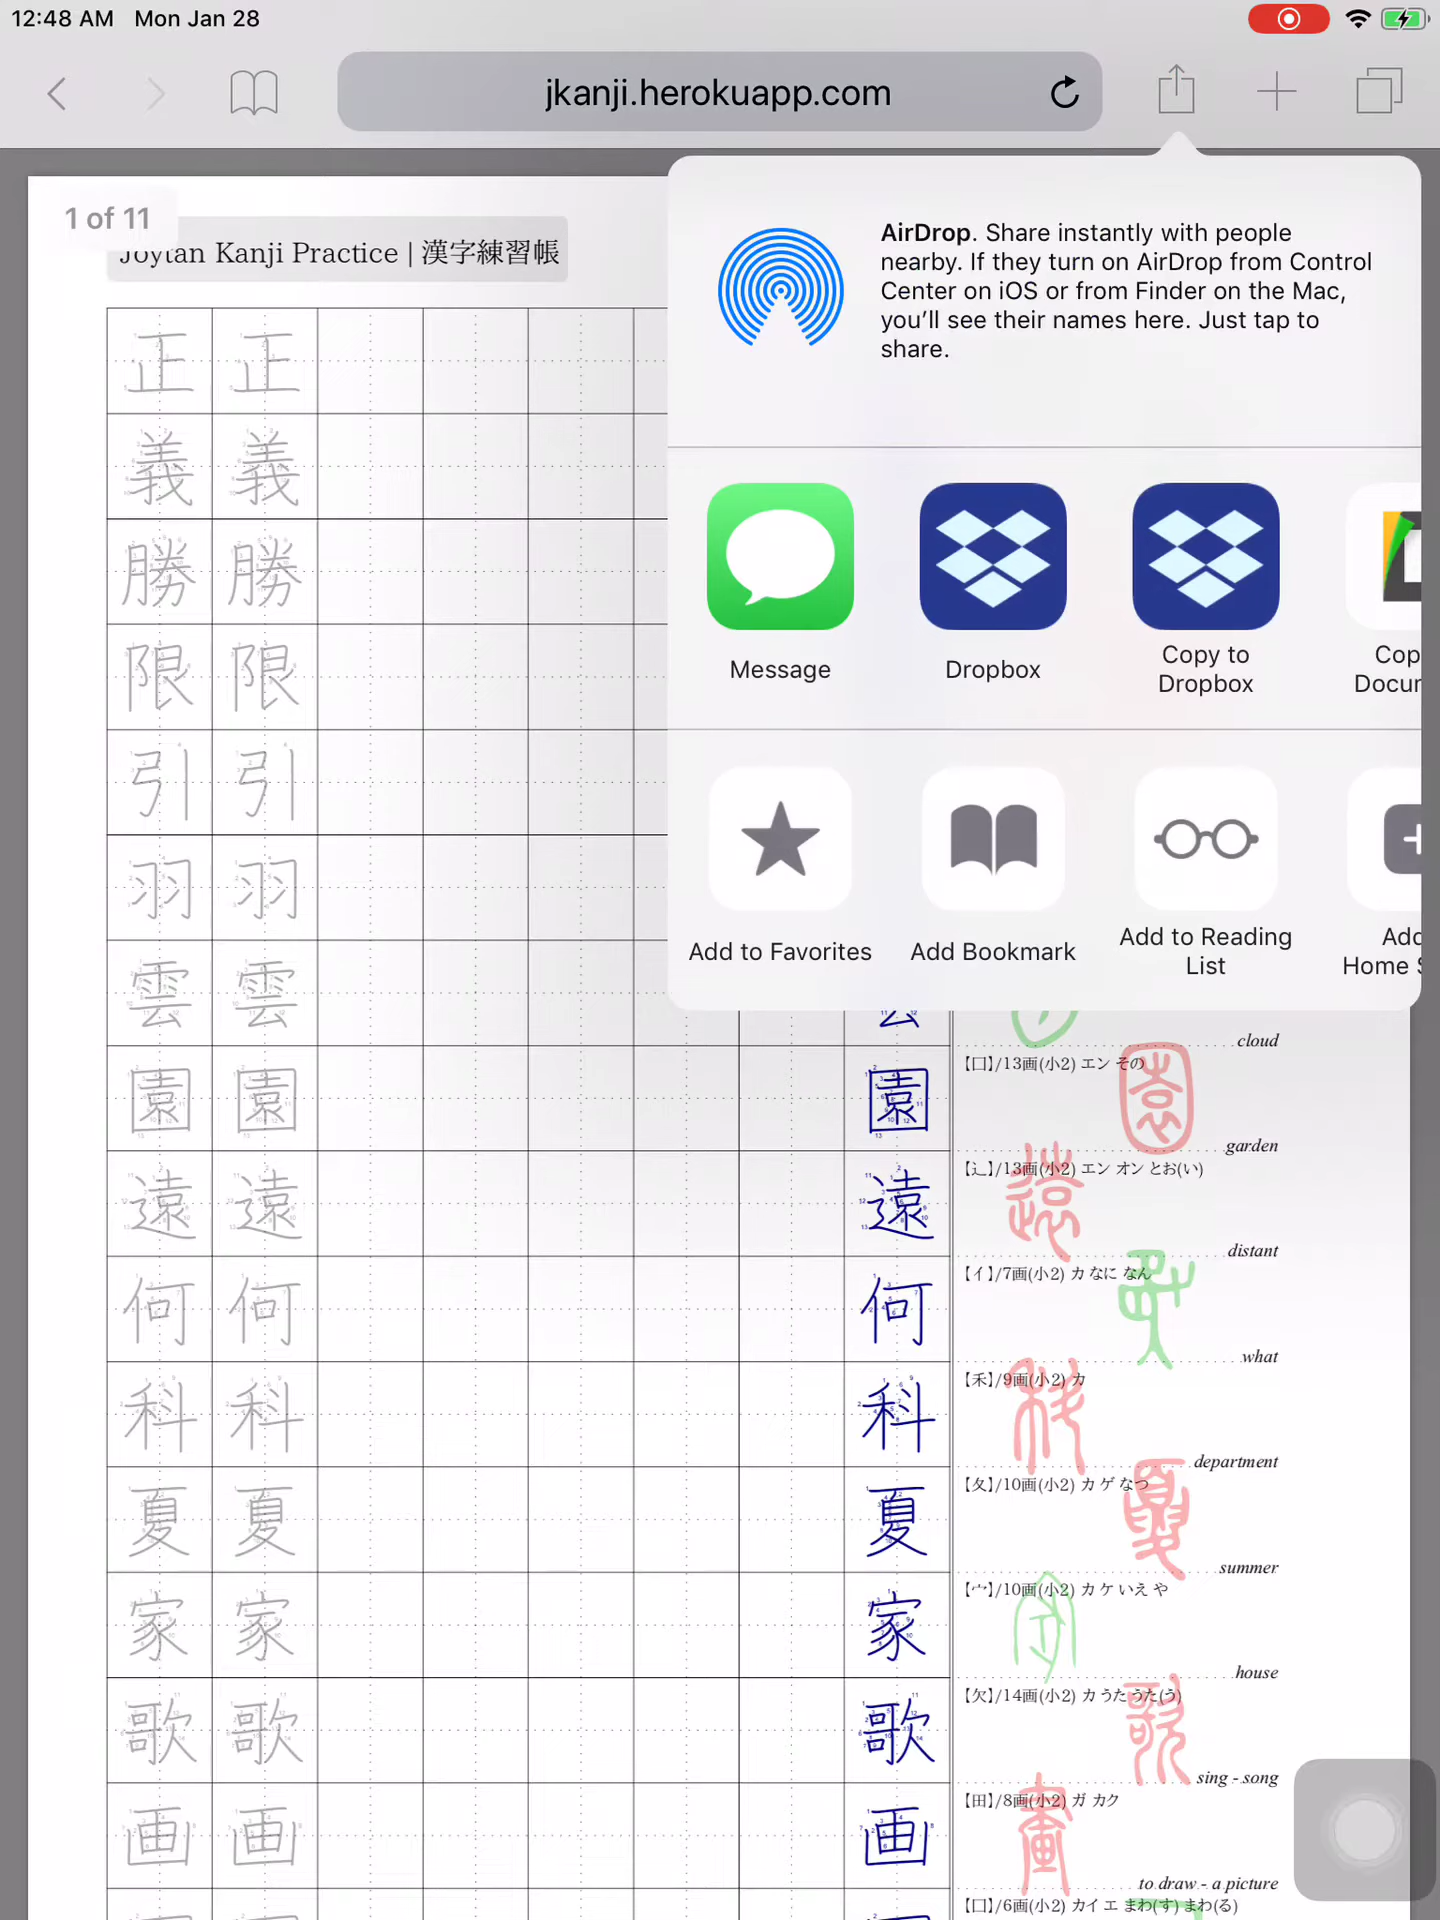 12:48 AM Mon Jan 28
jkanji.herokuapp.com
1 of 11
Joytan Kanji Practice | 漢字練習帳
AirDrop. Share instantly with people
nearby. If they turn on AirDrop from Control
Center on iOS or from Finder on the Mac,
you'll see their names here. Just tap to
share.
Message
Dropbox
Copy to
Dropbox
Cop
Docur
Add to Favorites
Add Bookmark
Add to Reading
List
Add
Home S
正 正
義 義
勝 勝
限 限
引 引
羽 羽
雲 雲
cloud
園 園 園
【囗】/13画(小2) エン その
garden
遠 遠 遠
【辶】/13画(小2) エン オン とお(い)
distant
何 何 何
【イ】/7画(小2) カ なに なん
what
科 科 科
【禾】/9画(小2) カ
department
夏 夏 夏
【夂】/10画(小2) カ ゲ なつ
summer
家 家 家
【宀】/10画(小2) カ ケ いえ や
house
歌 歌 歌
【欠】/14画(小2) カ うた うた(う)
sing - song
画 画 画
【田】/8画(小2) ガ カク
to draw - a picture
【囗】/6画(小2) カイ エ まわ(す) まわ(る)